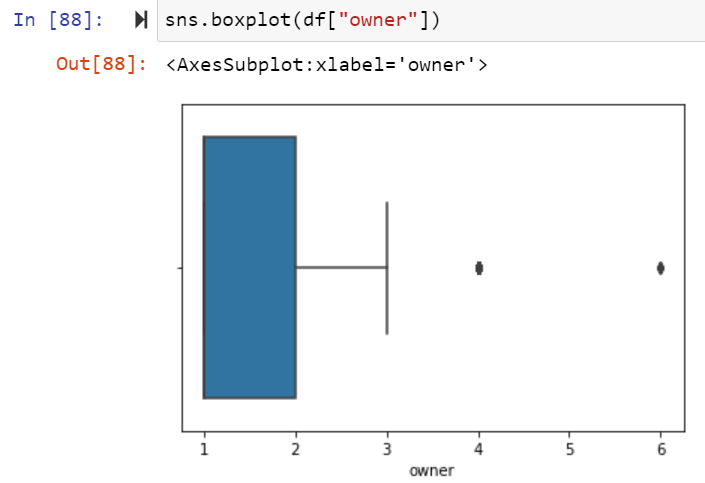 In [88]: sns.boxplot(df["owner"])
Out[88]: <AxesSubplot:xlabel='owner'>
1 2 3 4 5 6
owner